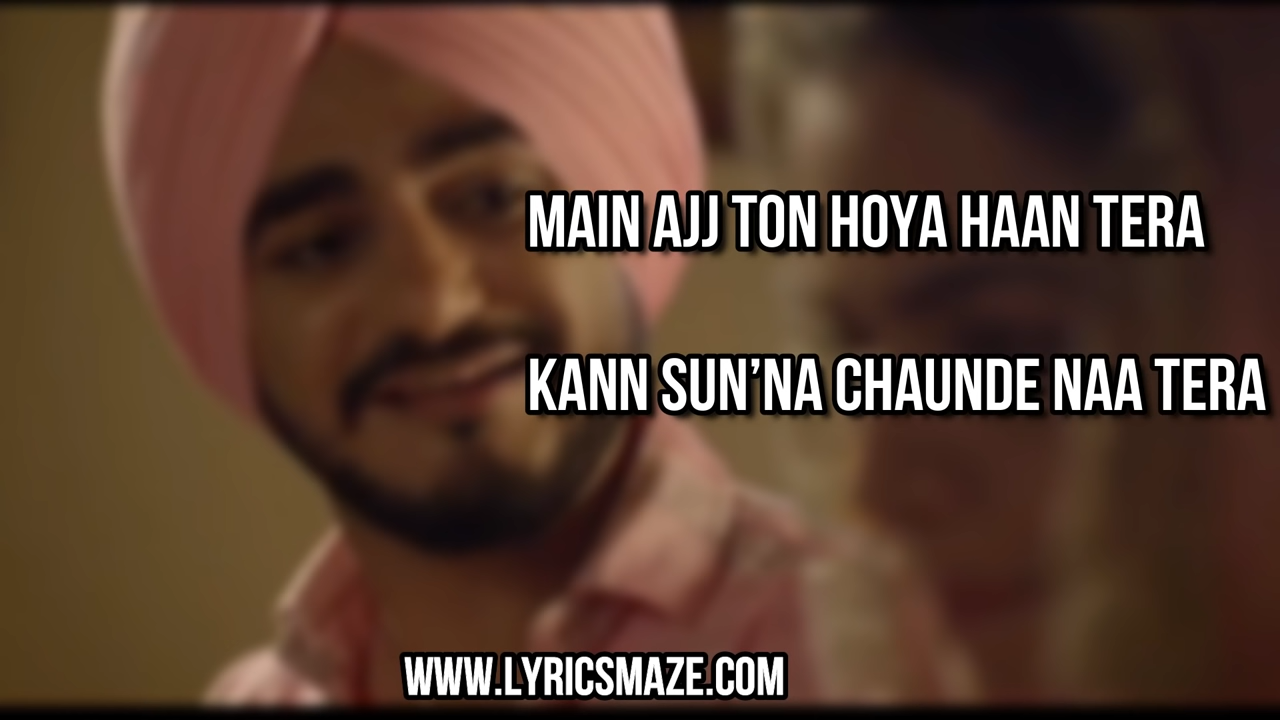 MAIN AJJ TON HOYA HAAN TERA
KANN SUN’NA CHAUNDE NAA TERA
WWW.LYRICSMAZE.COM